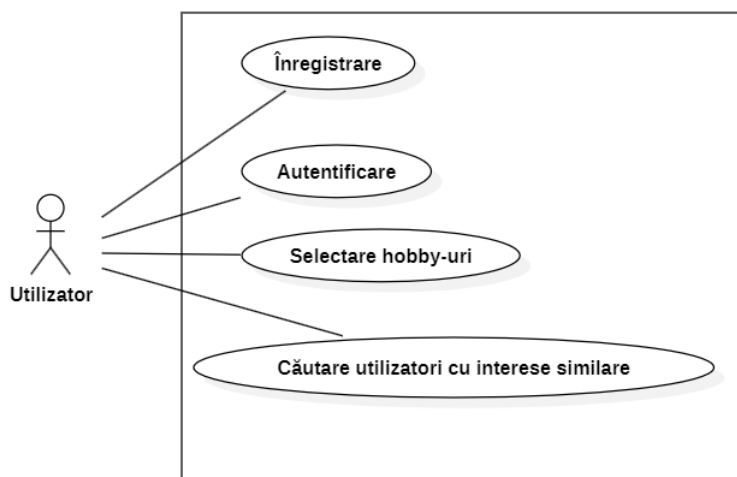 Înregistrare
Autentificare
Selectare hobby-uri
Utilizator
Căutare utilizatori cu interese similare